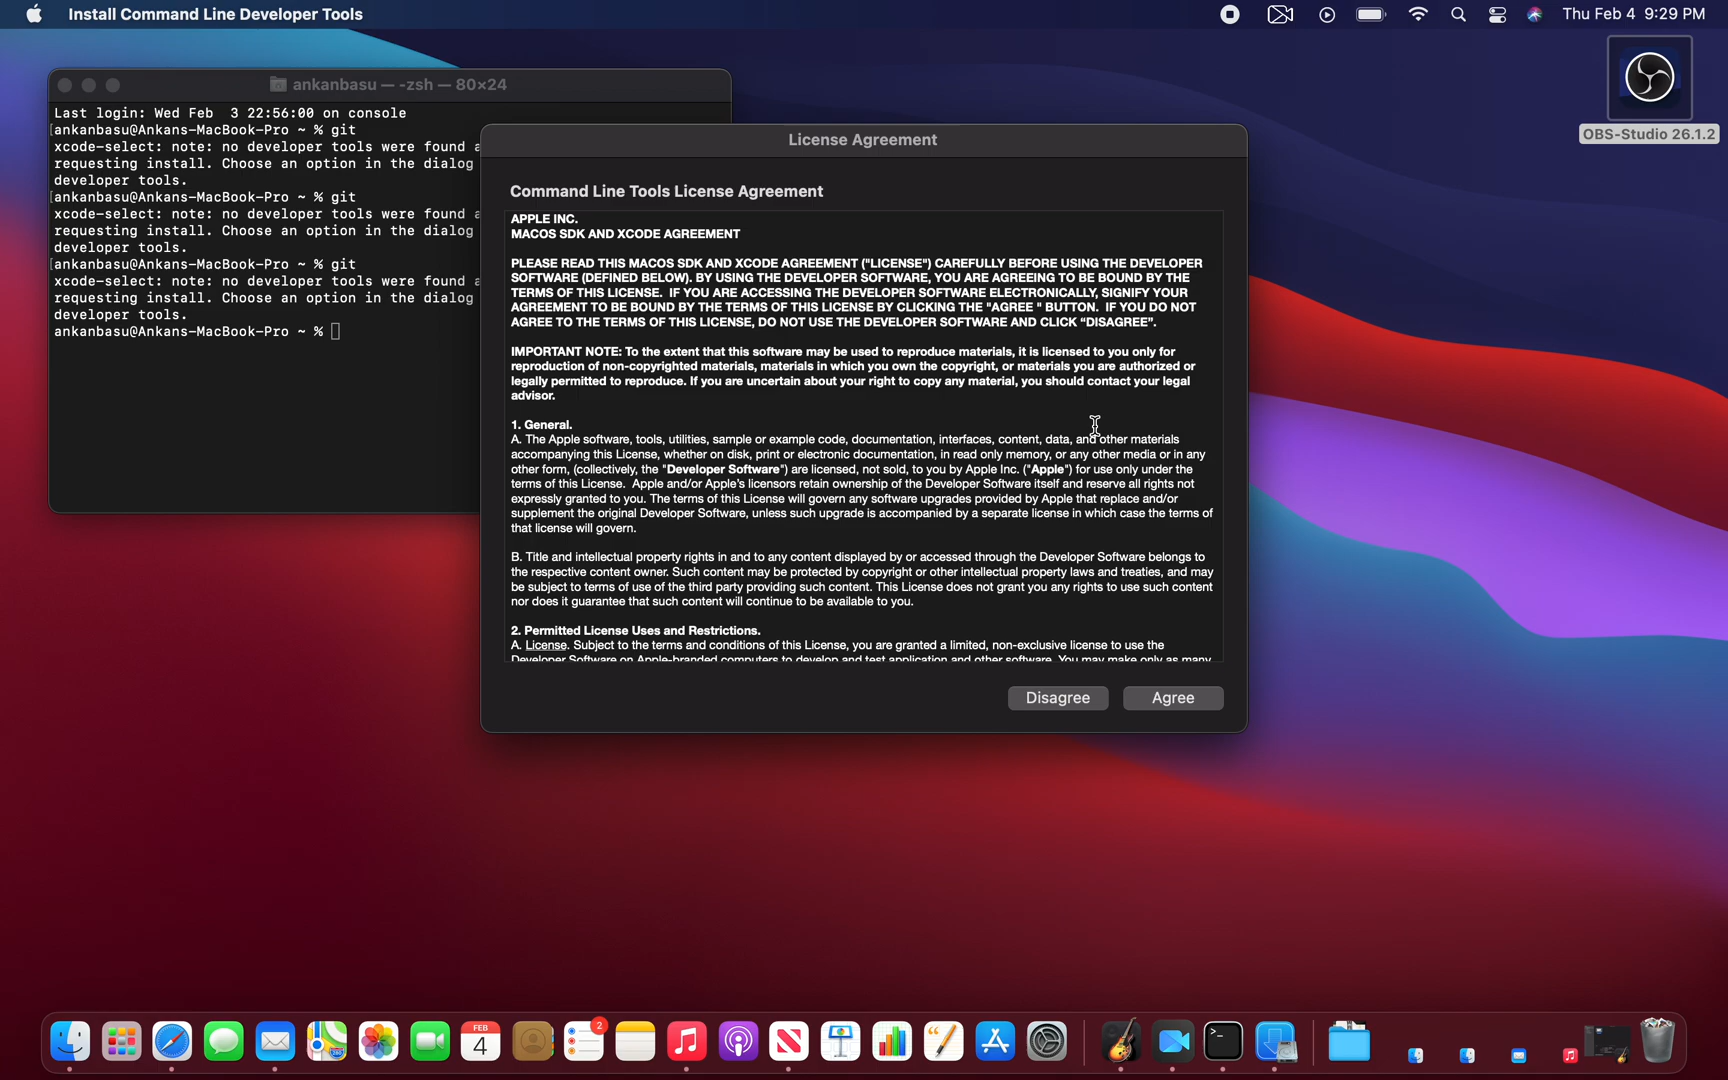 Install Command Line Developer Tools
Thu Feb 4 9:29 PM
OBS-Studio 26.1.2
ankanbasu — -zsh — 80×24
Last login: Wed Feb  3 22:56:00 on console
[ankanbasu@Ankans-MacBook-Pro ~ % git
xcode-select: note: no developer tools were found a
requesting install. Choose an option in the dialog
developer tools.
[ankanbasu@Ankans-MacBook-Pro ~ % git
xcode-select: note: no developer tools were found a
requesting install. Choose an option in the dialog
developer tools.
[ankanbasu@Ankans-MacBook-Pro ~ % git
xcode-select: note: no developer tools were found a
requesting install. Choose an option in the dialog
developer tools.
ankanbasu@Ankans-MacBook-Pro ~ %
License Agreement
Command Line Tools License Agreement
APPLE INC.
MACOS SDK AND XCODE AGREEMENT
PLEASE READ THIS MACOS SDK AND XCODE AGREEMENT ("LICENSE") CAREFULLY BEFORE USING THE DEVELOPER
SOFTWARE (DEFINED BELOW). BY USING THE DEVELOPER SOFTWARE, YOU ARE AGREEING TO BE BOUND BY THE
TERMS OF THIS LICENSE.  IF YOU ARE ACCESSING THE DEVELOPER SOFTWARE ELECTRONICALLY, SIGNIFY YOUR
AGREEMENT TO BE BOUND BY THE TERMS OF THIS LICENSE BY CLICKING THE "AGREE " BUTTON.  IF YOU DO NOT
AGREE TO THE TERMS OF THIS LICENSE, DO NOT USE THE DEVELOPER SOFTWARE AND CLICK “DISAGREE”.
IMPORTANT NOTE: To the extent that this software may be used to reproduce materials, it is licensed to you only for
reproduction of non-copyrighted materials, materials in which you own the copyright, or materials you are authorized or
legally permitted to reproduce. If you are uncertain about your right to copy any material, you should contact your legal
advisor.
1. General.
A. The Apple software, tools, utilities, sample or example code, documentation, interfaces, content, data, and other materials
accompanying this License, whether on disk, print or electronic documentation, in read only memory, or any other media or in any
other form, (collectively, the "Developer Software") are licensed, not sold, to you by Apple Inc. ("Apple") for use only under the
terms of this License.  Apple and/or Apple’s licensors retain ownership of the Developer Software itself and reserve all rights not
expressly granted to you. The terms of this License will govern any software upgrades provided by Apple that replace and/or
supplement the original Developer Software, unless such upgrade is accompanied by a separate license in which case the terms of
that license will govern.
B. Title and intellectual property rights in and to any content displayed by or accessed through the Developer Software belongs to
the respective content owner. Such content may be protected by copyright or other intellectual property laws and treaties, and may
be subject to terms of use of the third party providing such content. This License does not grant you any rights to use such content
nor does it guarantee that such content will continue to be available to you.
2. Permitted License Uses and Restrictions.
A. License. Subject to the terms and conditions of this License, you are granted a limited, non-exclusive license to use the
Developer Software on Apple-branded computers to develop and test application and other software. You may make only as many
Disagree
Agree
FEB
4
2